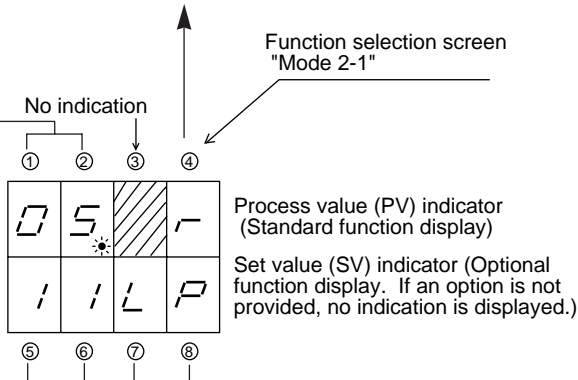 Function selection screen
"Mode 2-1"
No indication
① ② ③ ④
0 5. r
Process value (PV) indicator
(Standard function display)
1 1 L P
Set value (SV) indicator (Optional
function display. If an option is not
provided, no indication is displayed.)
⑤ ⑥ ⑦ ⑧